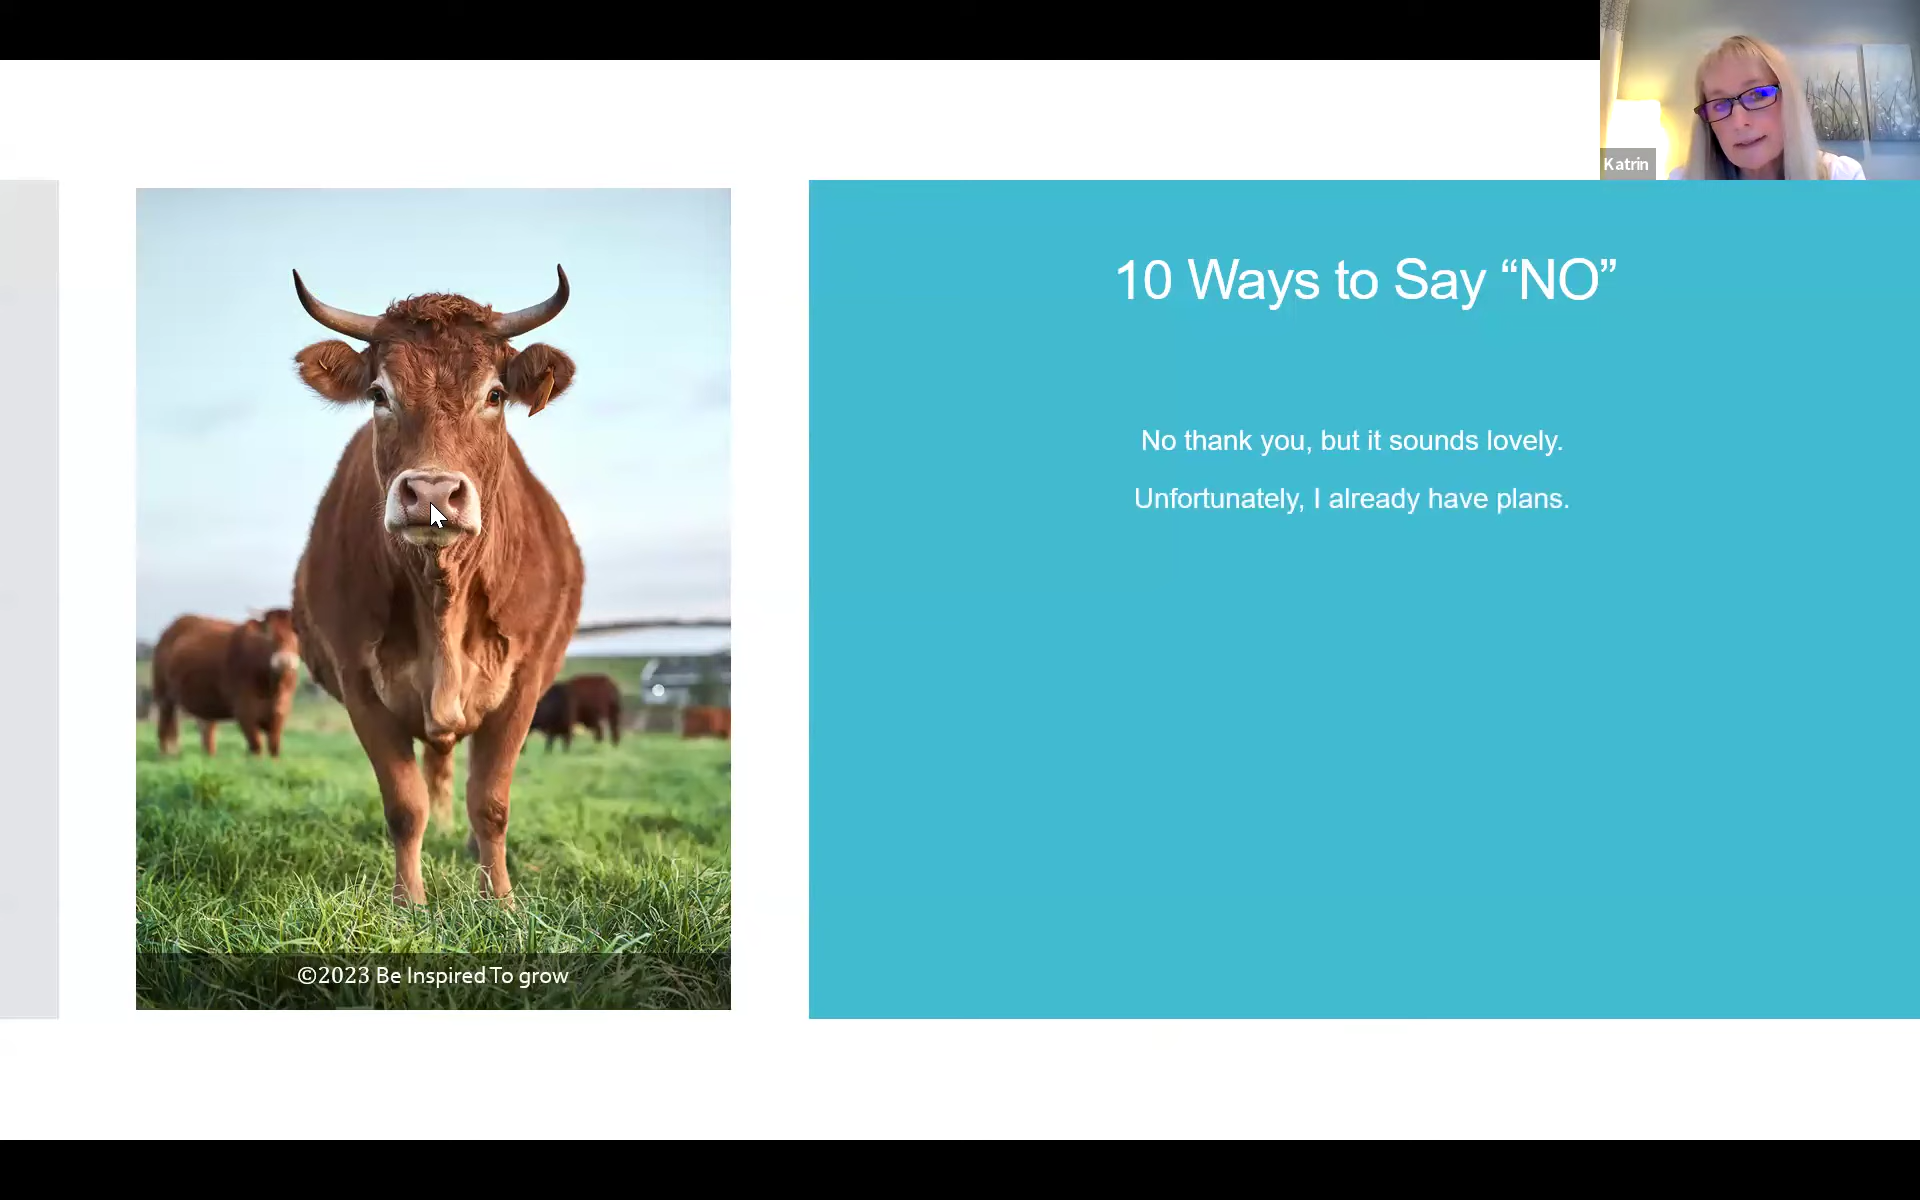 Katrin
10 Ways to Say “NO”
No thank you, but it sounds lovely.
Unfortunately, I already have plans.
©2023 Be Inspired To grow